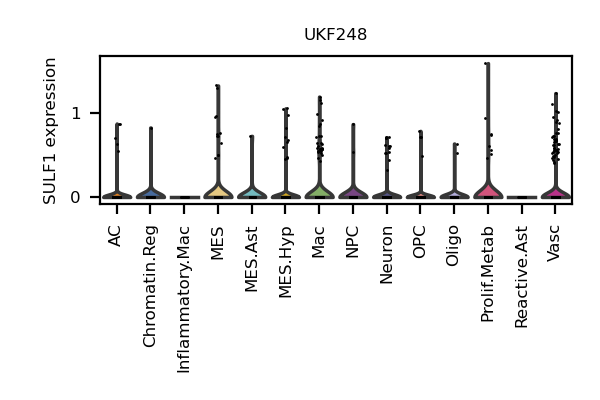 UKF248
SULF1 expression
1
0
AC
Chromatin.Reg
Inflammatory.Mac
MES
MES.Ast
MES.Hyp
Mac
NPC
Neuron
OPC
Oligo
Prolif.Metab
Reactive.Ast
Vasc